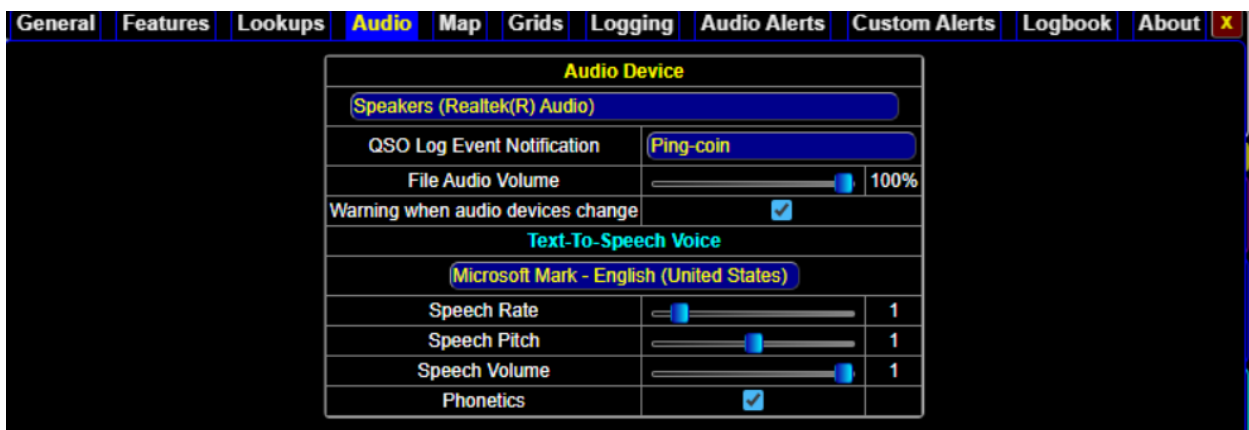 General Features Lookups Audio Map Grids Logging Audio Alerts Custom Alerts Logbook About X
Audio Device
Speakers (Realtek(R) Audio)
QSO Log Event Notification Ping-coin
File Audio Volume 100%
Warning when audio devices change
Text-To-Speech Voice
Microsoft Mark - English (United States)
Speech Rate 1
Speech Pitch 1
Speech Volume 1
Phonetics